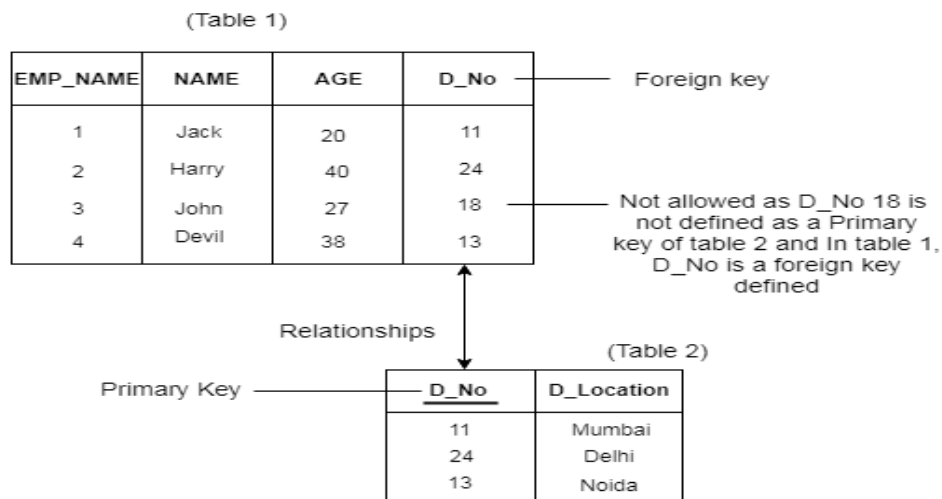 (Table 1)
EMP_NAME NAME AGE D_No Foreign key
1 Jack 20 11
2 Harry 40 24
3 John 27 18
4 Devil 38 13
Not allowed as D_No 18 is
not defined as a Primary
key of table 2 and In table 1,
D_No is a foreign key
defined
Relationships
(Table 2)
Primary Key D_No D_Location
11 Mumbai
24 Delhi
13 Noida